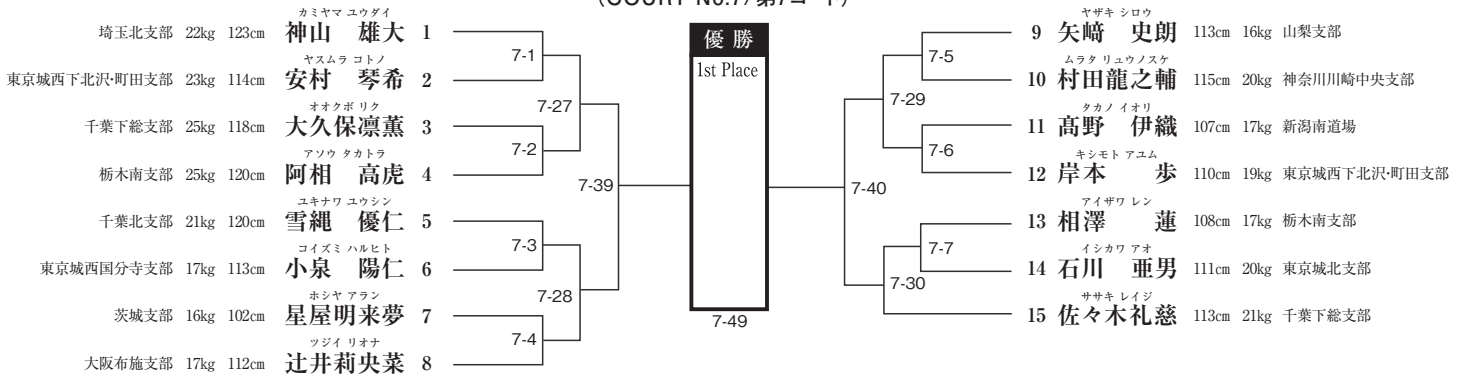 (COURT No.7/第7コート)
カミヤマ ユウダイ
埼玉北支部 22kg 123cm 神山 雄大 1
ヤスムラ コトノ
東京城西下北沢・町田支部 23kg 114cm 安村 琴希 2
オオクボ リク
千葉下総支部 25kg 118cm 大久保凛薫 3
アソウ タカトラ
栃木南支部 25kg 120cm 阿相 高虎 4
ユキナワ ユウシン
千葉北支部 21kg 120cm 雪縄 優仁 5
コイズミ ハルヒト
東京城西国分寺支部 17kg 113cm 小泉 陽仁 6
ホシヤ アラン
茨城支部 16kg 102cm 星屋明来夢 7
ツジイ リオナ
大阪布施支部 17kg 112cm 辻井莉央菜 8
7-1
7-2
7-3
7-4
7-27
7-28
7-39
優勝
1st Place
7-49
7-40
7-29
7-30
7-5
7-6
7-7
ヤザキ シロウ
9 矢﨑 史朗 113cm 16kg 山梨支部
ムラタ リュウノスケ
10 村田龍之輔 115cm 20kg 神奈川川崎中央支部
タカノ イオリ
11 髙野 伊織 107cm 17kg 新潟南道場
キシモト アユム
12 岸本 歩 110cm 19kg 東京城西下北沢・町田支部
アイザワ レン
13 相澤 蓮 108cm 17kg 栃木南支部
イシカワ アオ
14 石川 亜男 111cm 20kg 東京城北支部
ササキ レイジ
15 佐々木礼慈 113cm 21kg 千葉下総支部